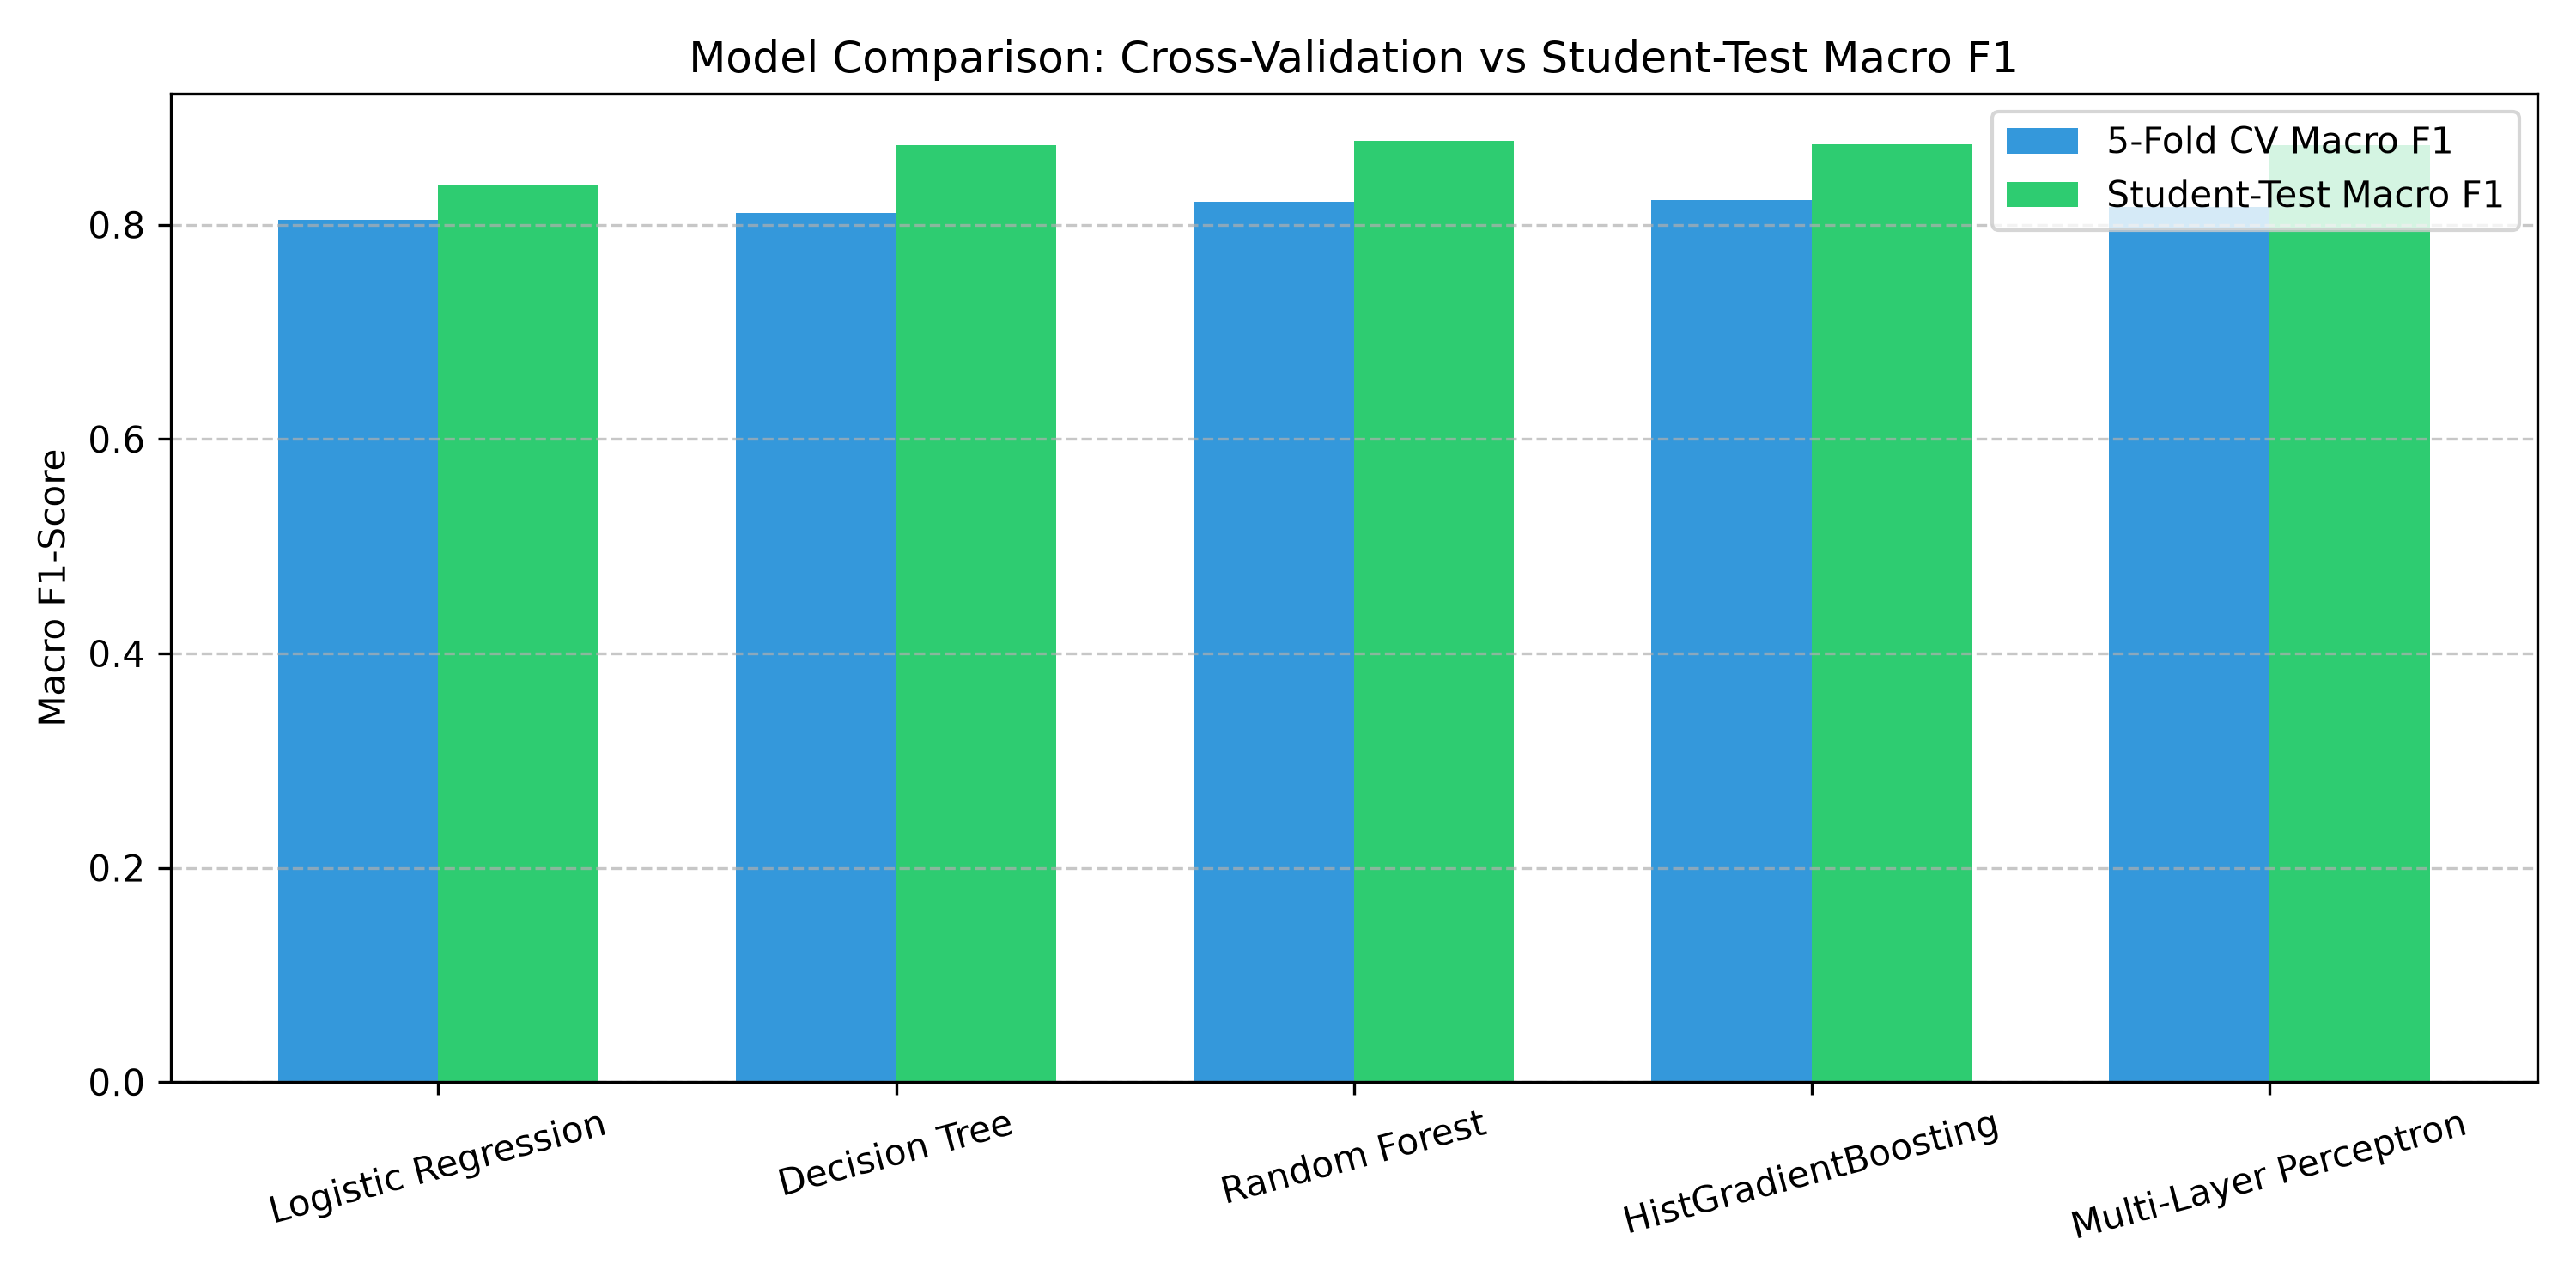 Model Comparison: Cross-Validation vs Student-Test Macro F1
5-Fold CV Macro F1
Student-Test Macro F1
Macro F1-Score
0.8
0.6
0.4
0.2
0.0
Logistic Regression
Decision Tree
Random Forest
HistGradientBoosting
Multi-Layer Perceptron